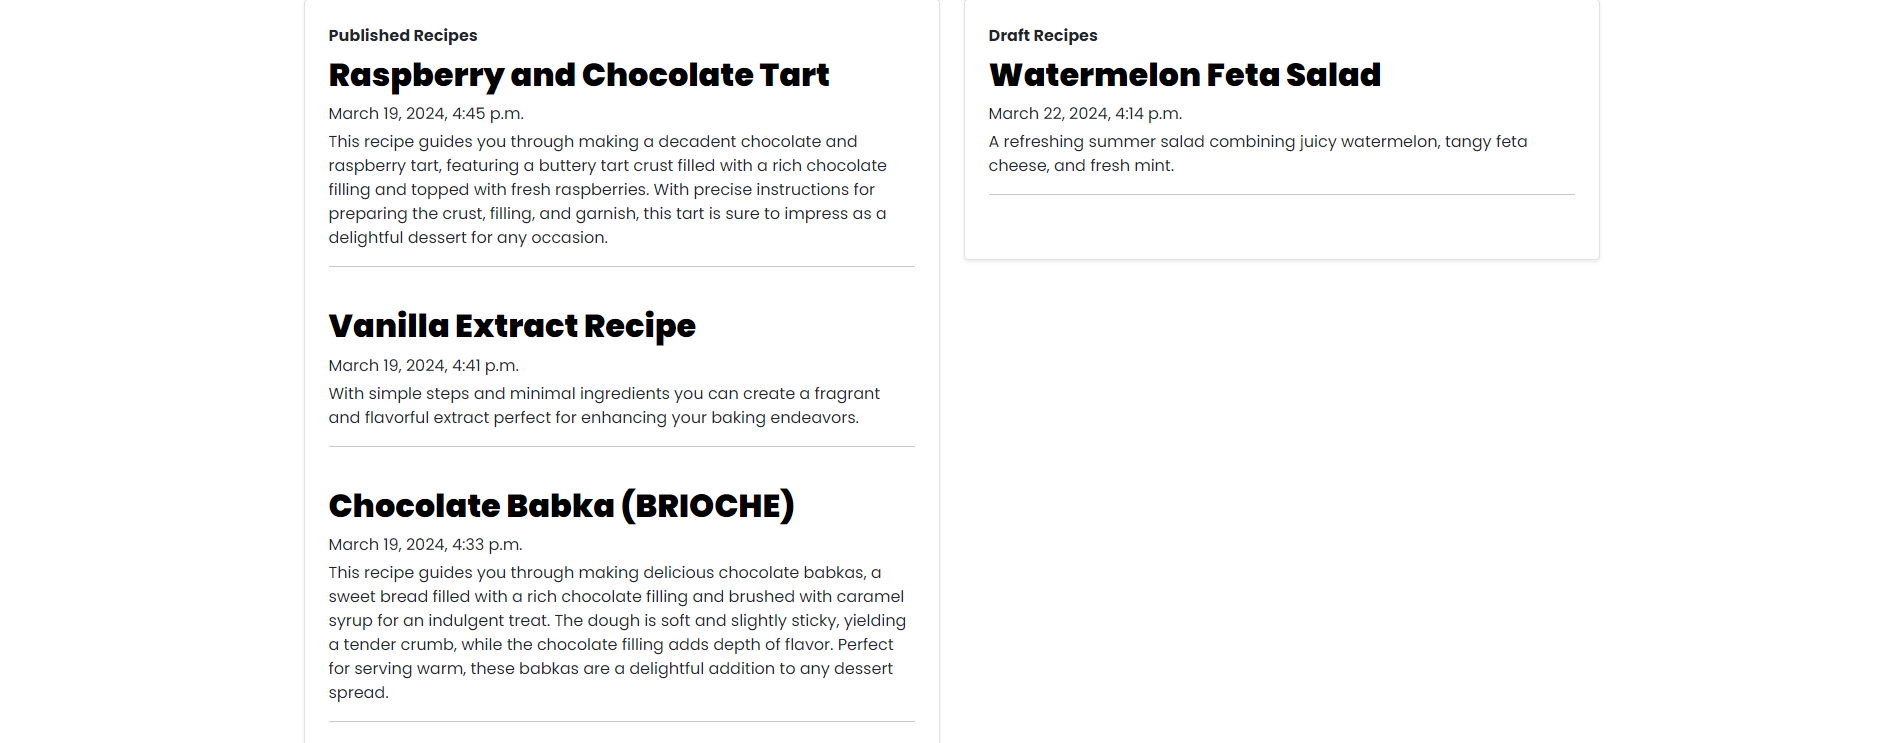 Published Recipes
Raspberry and Chocolate Tart
March 19, 2024, 4:45 p.m.
This recipe guides you through making a decadent chocolate and
raspberry tart, featuring a buttery tart crust filled with a rich chocolate
filling and topped with fresh raspberries. With precise instructions for
preparing the crust, filling, and garnish, this tart is sure to impress as a
delightful dessert for any occasion.
Vanilla Extract Recipe
March 19, 2024, 4:41 p.m.
With simple steps and minimal ingredients you can create a fragrant
and flavorful extract perfect for enhancing your baking endeavors.
Chocolate Babka (BRIOCHE)
March 19, 2024, 4:33 p.m.
This recipe guides you through making delicious chocolate babkas, a
sweet bread filled with a rich chocolate filling and brushed with caramel
syrup for an indulgent treat. The dough is soft and slightly sticky, yielding
a tender crumb, while the chocolate filling adds depth of flavor. Perfect
for serving warm, these babkas are a delightful addition to any dessert
spread.
Draft Recipes
Watermelon Feta Salad
March 22, 2024, 4:14 p.m.
A refreshing summer salad combining juicy watermelon, tangy feta
cheese, and fresh mint.